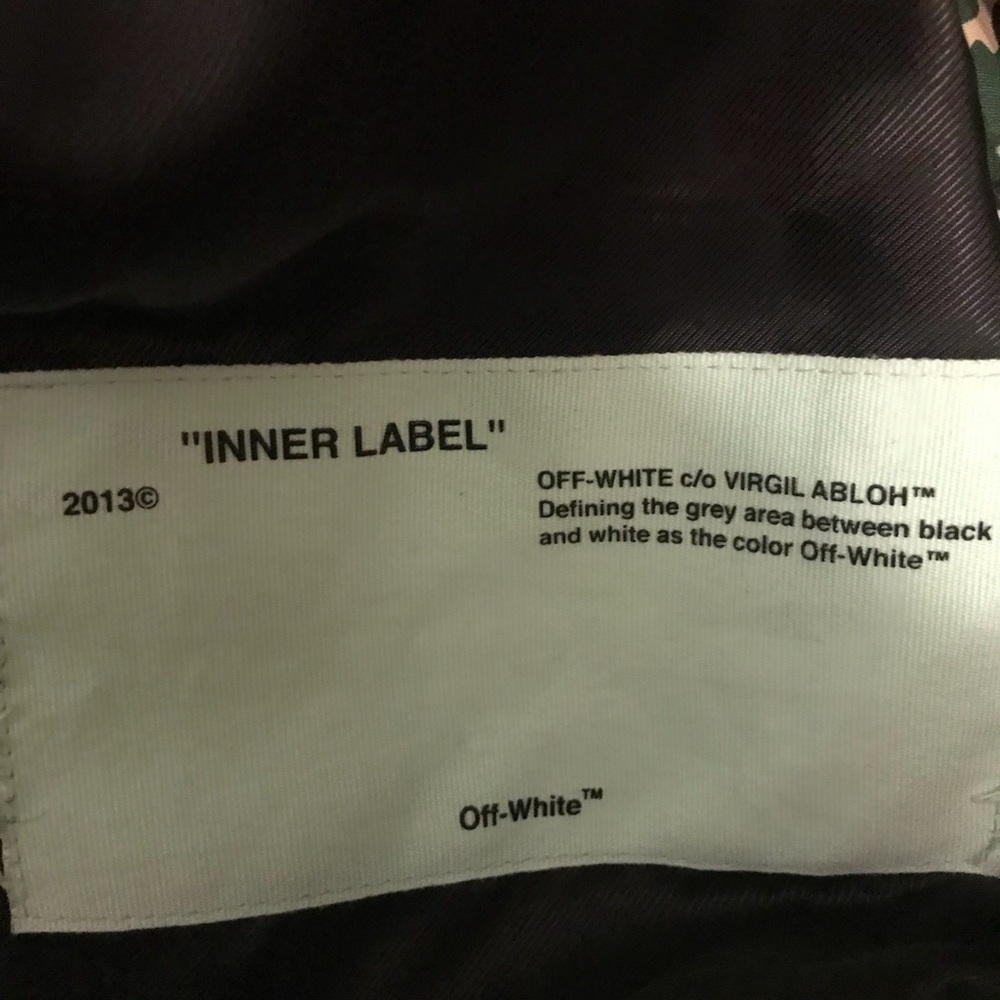 "INNER LABEL"
2013©
OFF-WHITE c/o VIRGIL ABLOH™
Defining the grey area between black
and white as the color Off-White™
Off-White™